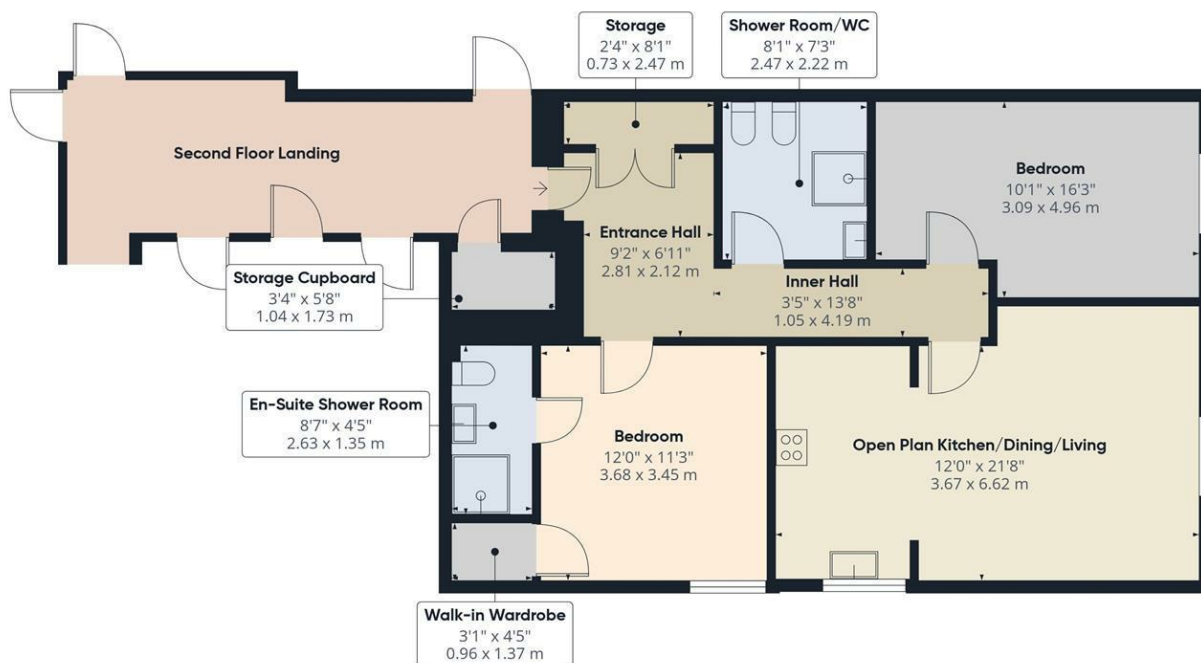 Storage
2'4" x 8'1"
0.73 x 2.47 m
Shower Room/WC
8'1" x 7'3"
2.47 x 2.22 m
Second Floor Landing
Bedroom
10'1" x 16'3"
3.09 x 4.96 m
Entrance Hall
9'2" x 6'11"
2.81 x 2.12 m
Storage Cupboard
3'4" x 5'8"
1.04 x 1.73 m
Inner Hall
3'5" x 13'8"
1.05 x 4.19 m
En-Suite Shower Room
8'7" x 4'5"
2.63 x 1.35 m
Bedroom
12'0" x 11'3"
3.68 x 3.45 m
Open Plan Kitchen/Dining/Living
12'0" x 21'8"
3.67 x 6.62 m
Walk-in Wardrobe
3'1" x 4'5"
0.96 x 1.37 m